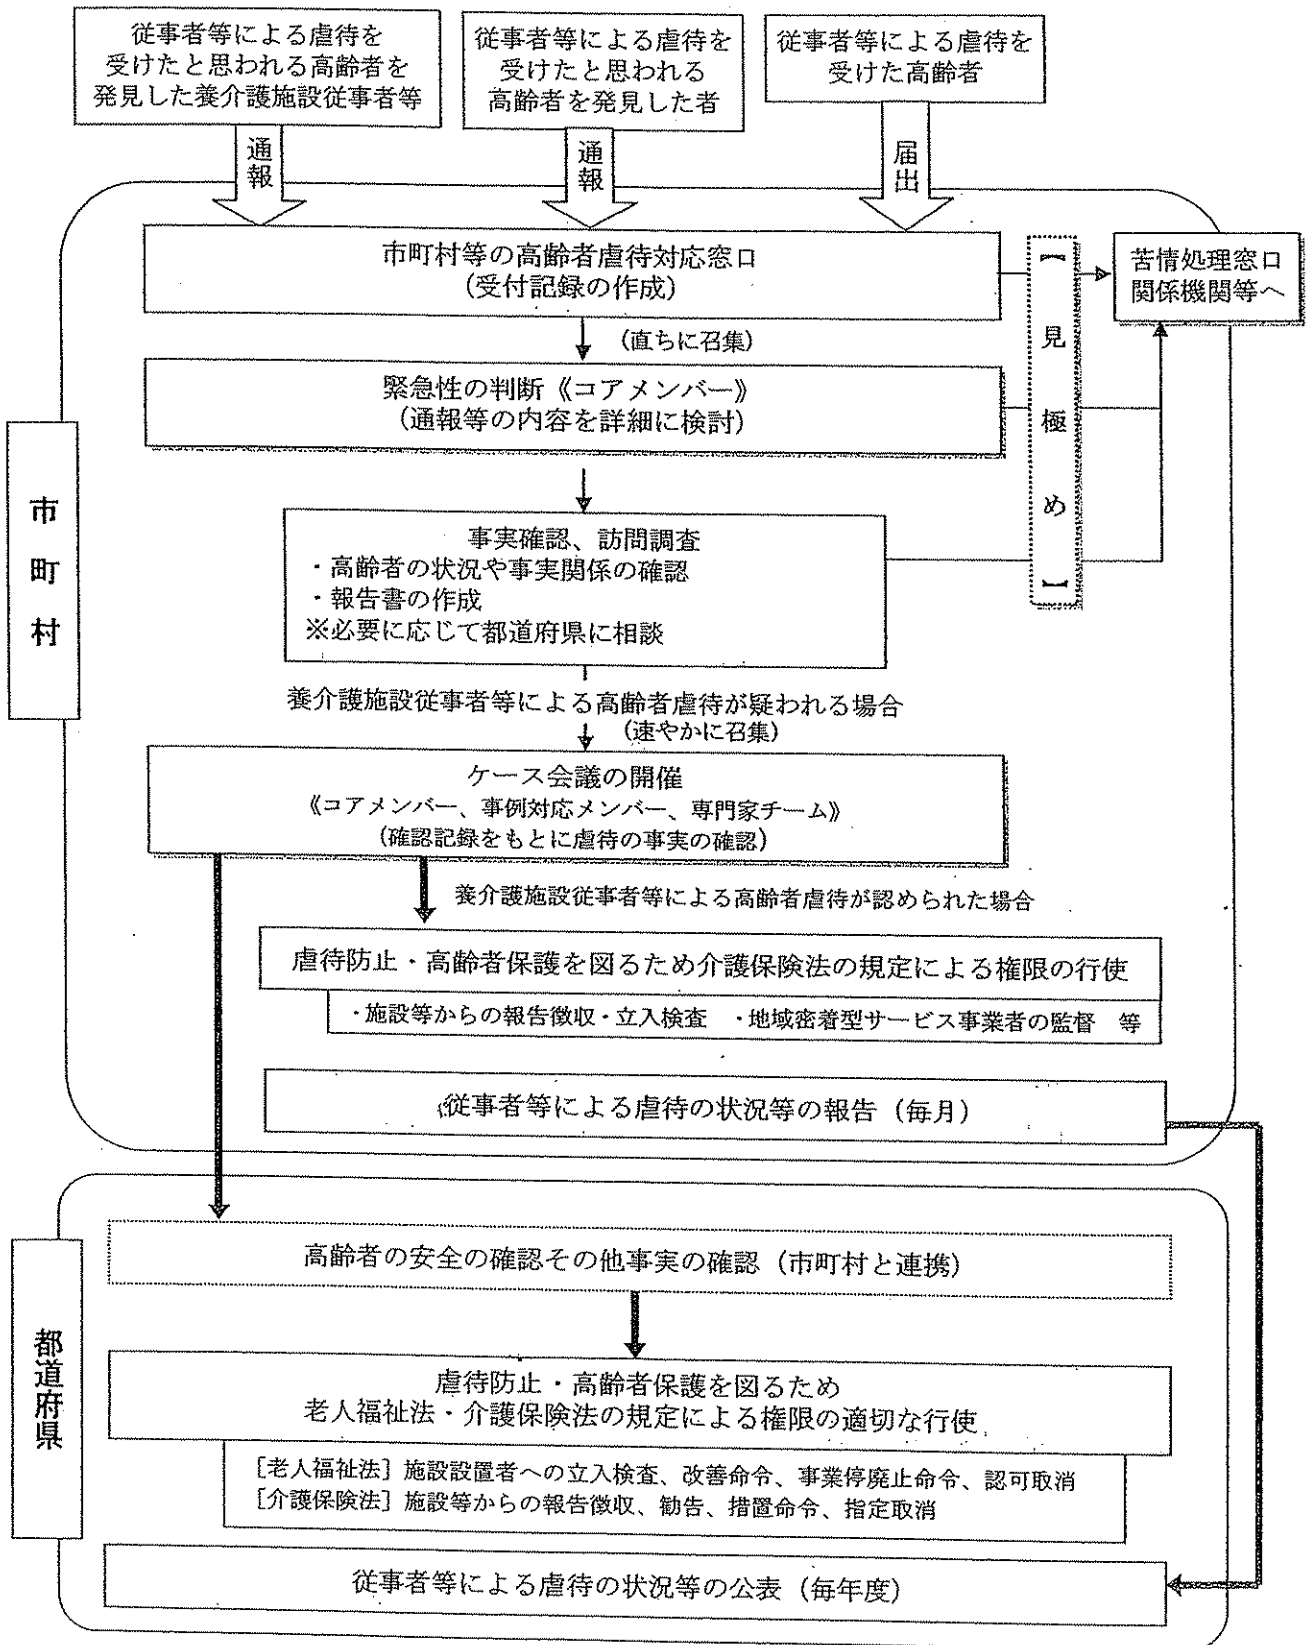 従事者等による虐待を
受けたと思われる高齢者を
発見した養介護施設従事者等
従事者等による虐待を
受けたと思われる
高齢者を発見した者
従事者等による虐待を
受けた高齢者
通報
通報
届出
市町村等の高齢者虐待対応窓口
(受付記録の作成)
【見極め】
苦情処理窓口
関係機関等へ
(直ちに召集)
緊急性の判断《コアメンバー》
(通報等の内容を詳細に検討)
市町村
事実確認、訪問調査
・高齢者の状況や事実関係の確認
・報告書の作成
※必要に応じて都道府県に相談
養介護施設従事者等による高齢者虐待が疑われる場合
(速やかに召集)
ケース会議の開催
《コアメンバー、事例対応メンバー、専門家チーム》
(確認記録をもとに虐待の事実の確認)
養介護施設従事者等による高齢者虐待が認められた場合
虐待防止・高齢者保護を図るため介護保険法の規定による権限の行使
・施設等からの報告徴収・立入検査 ・地域密着型サービス事業者の監督 等
従事者等による虐待の状況等の報告（毎月）
都道府県
高齢者の安全の確認その他事実の確認（市町村と連携）
虐待防止・高齢者保護を図るため
老人福祉法・介護保険法の規定による権限の適切な行使
［老人福祉法］施設設置者への立入検査、改善命令、事業停廃止命令、認可取消
［介護保険法］施設等からの報告徴収、勧告、措置命令、指定取消
従事者等による虐待の状況等の公表（毎年度）